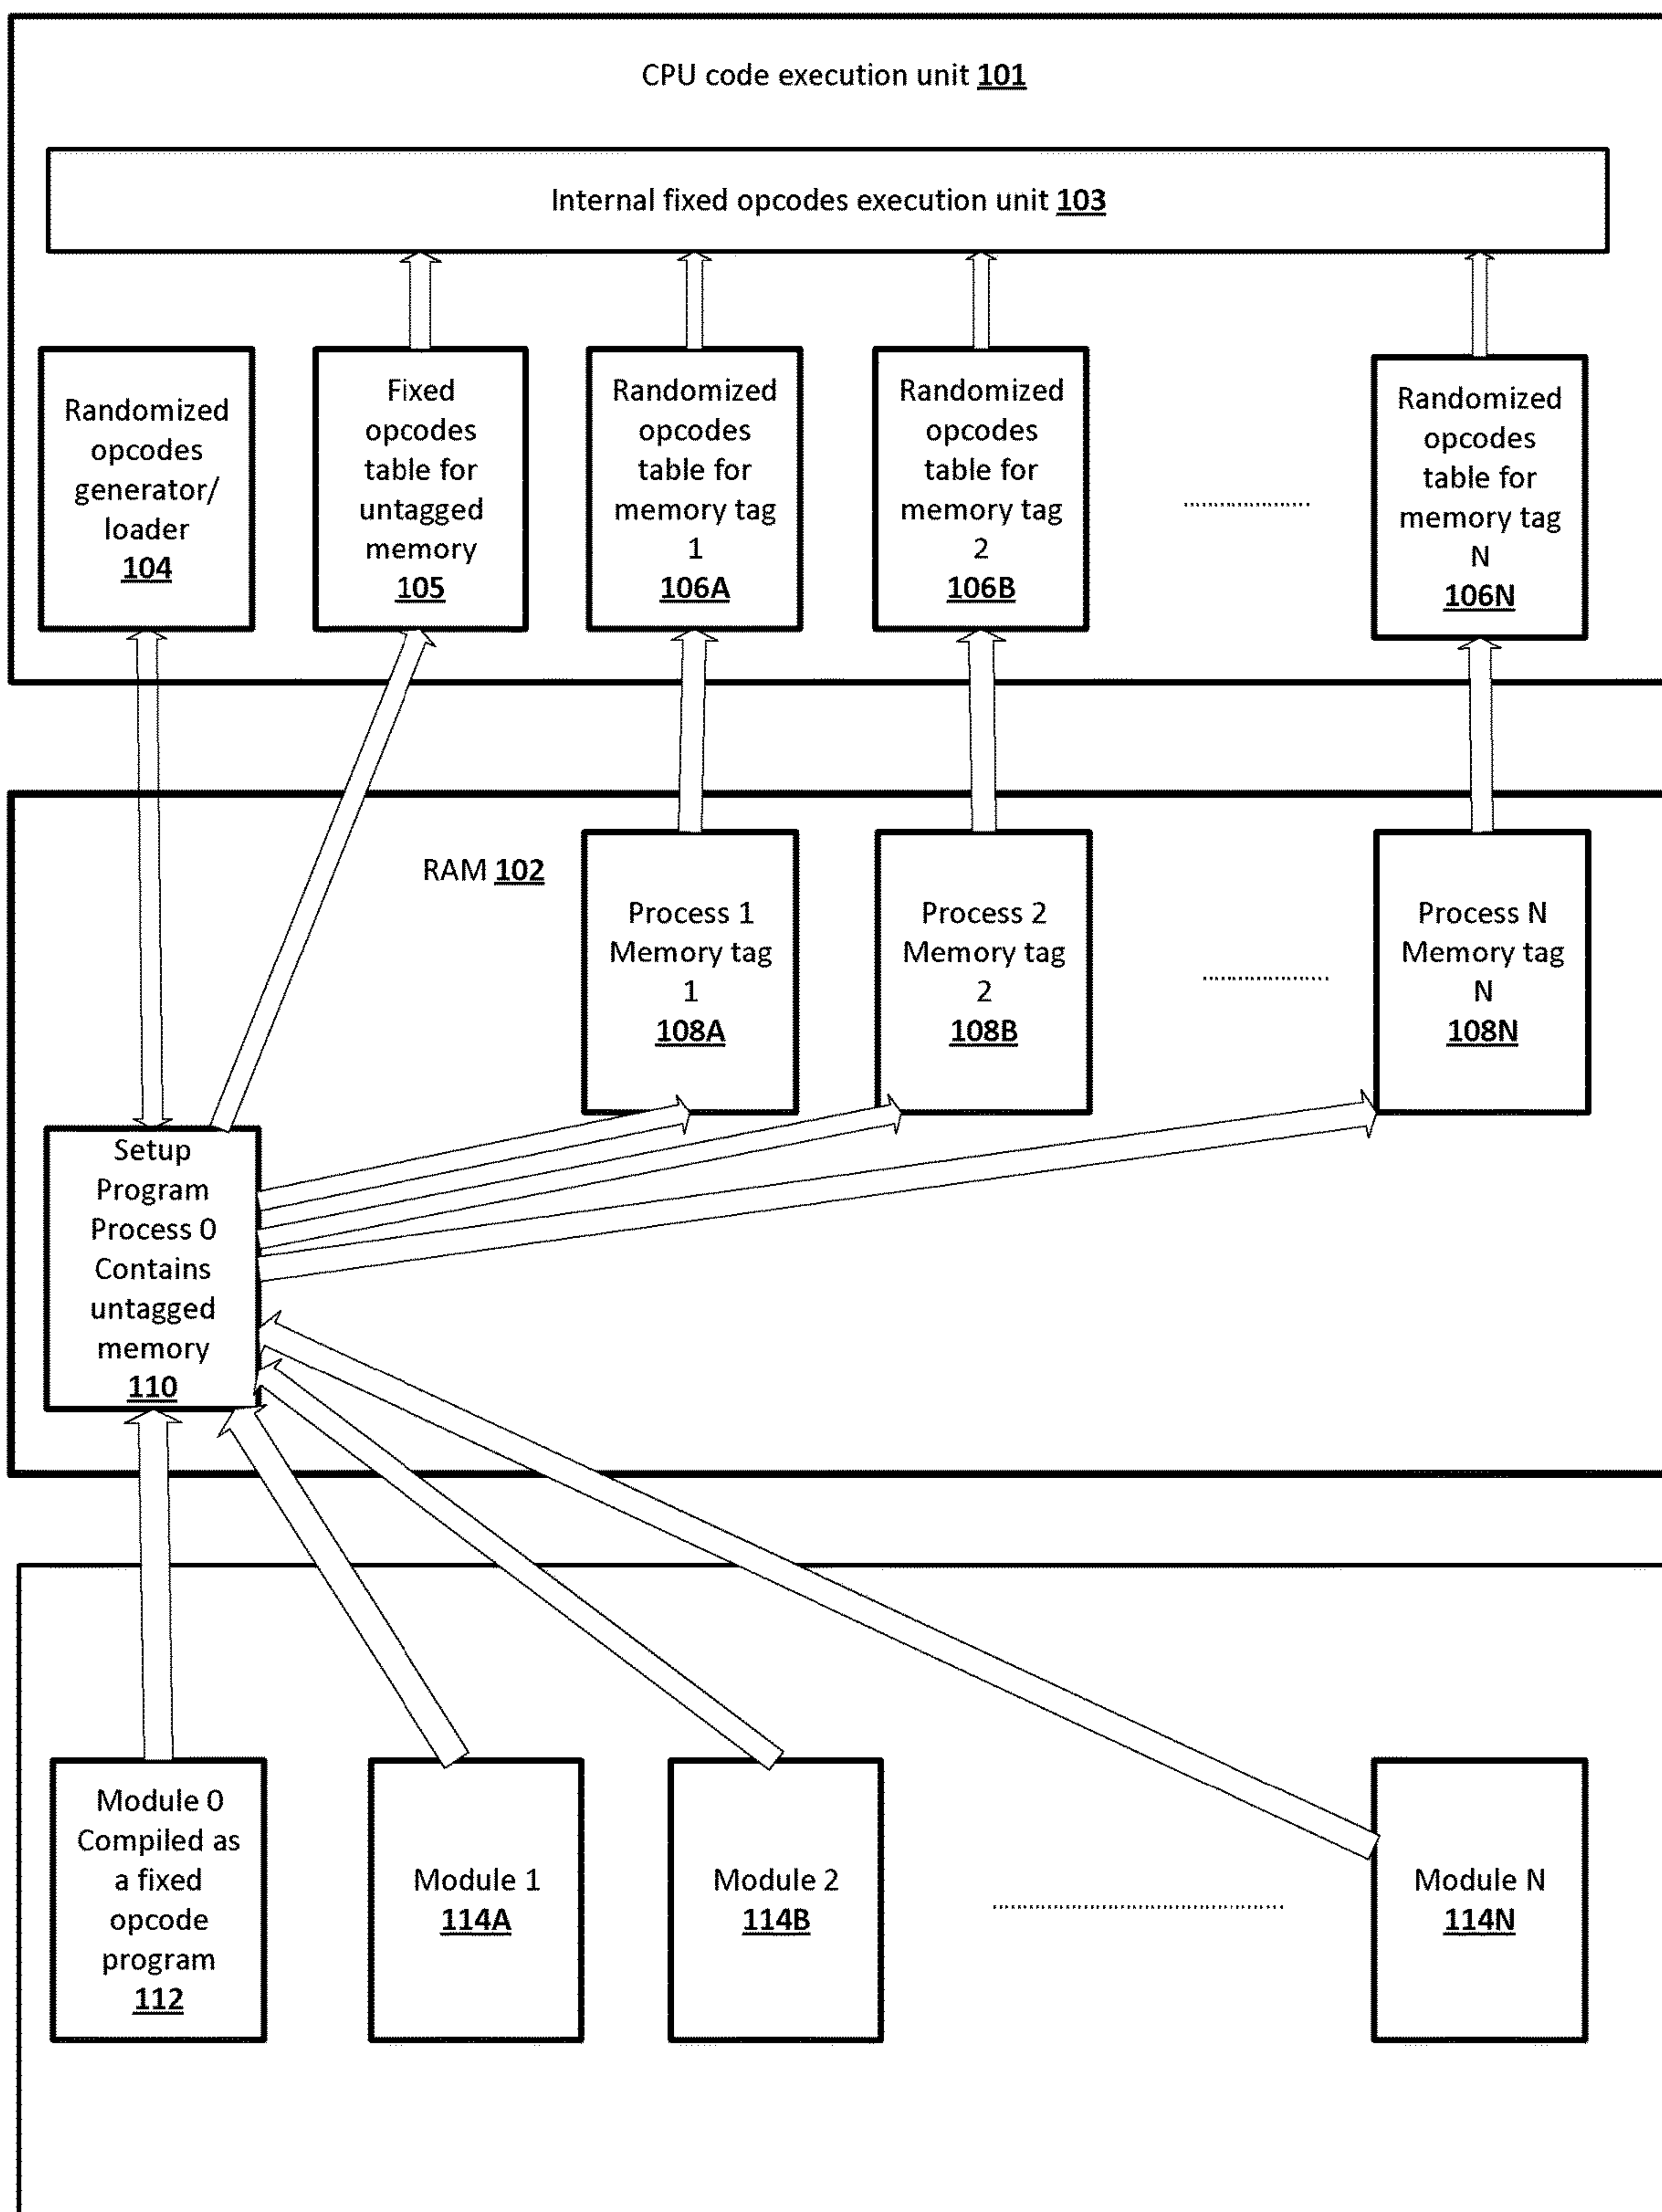 CPU code execution unit 101
Internal fixed opcodes execution unit 103
Randomized
opcodes
generator/
loader
104
Fixed
opcodes
table for
untagged
memory
105
Randomized
opcodes
table for
memory tag
1
106A
Randomized
opcodes
table for
memory tag
2
106B
Randomized
opcodes
table for
memory tag
N
106N
RAM 102
Process 1
Memory tag
1
108A
Process 2
Memory tag
2
108B
Process N
Memory tag
N
108N
Setup
Program
Process 0
Contains
untagged
memory
110
Module 0
Compiled as
a fixed
opcode
program
112
Module 1
114A
Module 2
114B
Module N
114N